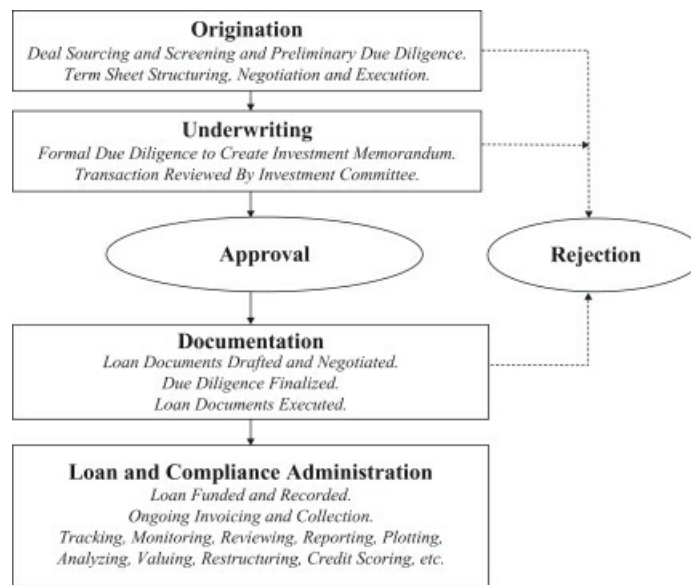 Origination
Deal Sourcing and Screening and Preliminary Due Diligence.
Term Sheet Structuring, Negotiation and Execution.
Underwriting
Formal Due Diligence to Create Investment Memorandum.
Transaction Reviewed By Investment Committee.
Approval
Rejection
Documentation
Loan Documents Drafted and Negotiated.
Due Diligence Finalized.
Loan Documents Executed.
Loan and Compliance Administration
Loan Funded and Recorded.
Ongoing Invoicing and Collection.
Tracking, Monitoring, Reviewing, Reporting, Plotting,
Analyzing, Valuing, Restructuring, Credit Scoring, etc.